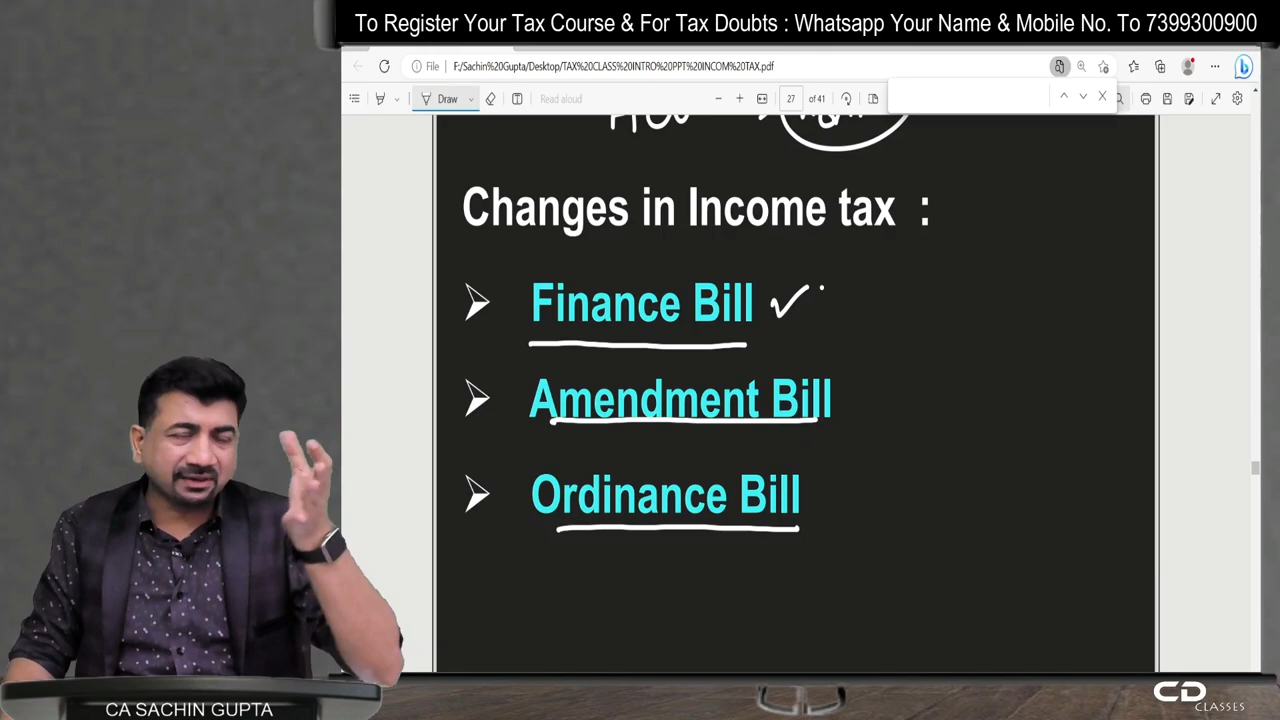 To Register Your Tax Course & For Tax Doubts : Whatsapp Your Name & Mobile No. To 7399300900
File F:/Sachin%20Gupta/Desktop/TAX%20CLASS%20INTRO%20PPT%20INCOM%20TAX.pdf
Draw Read aloud 27 of 41
Changes in Income tax :
Finance Bill
Amendment Bill
Ordinance Bill
CA SACHIN GUPTA
CD
CLASSES